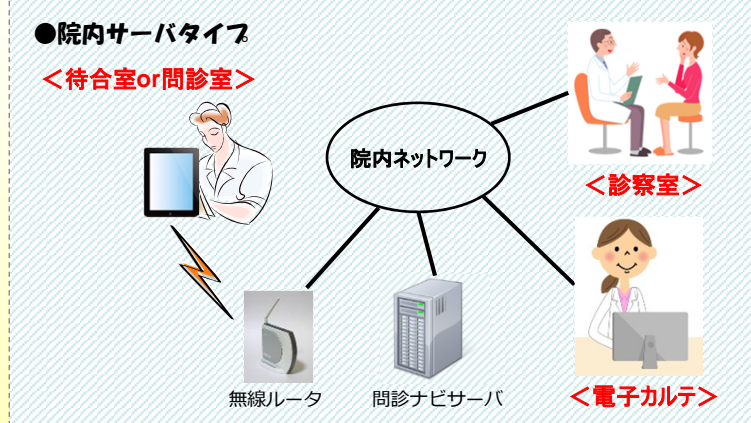 ●院内サーバタイプ
＜待合室or問診室＞
院内ネットワーク
＜診察室＞
無線ルータ
問診ナビサーバ
＜電子カルテ＞